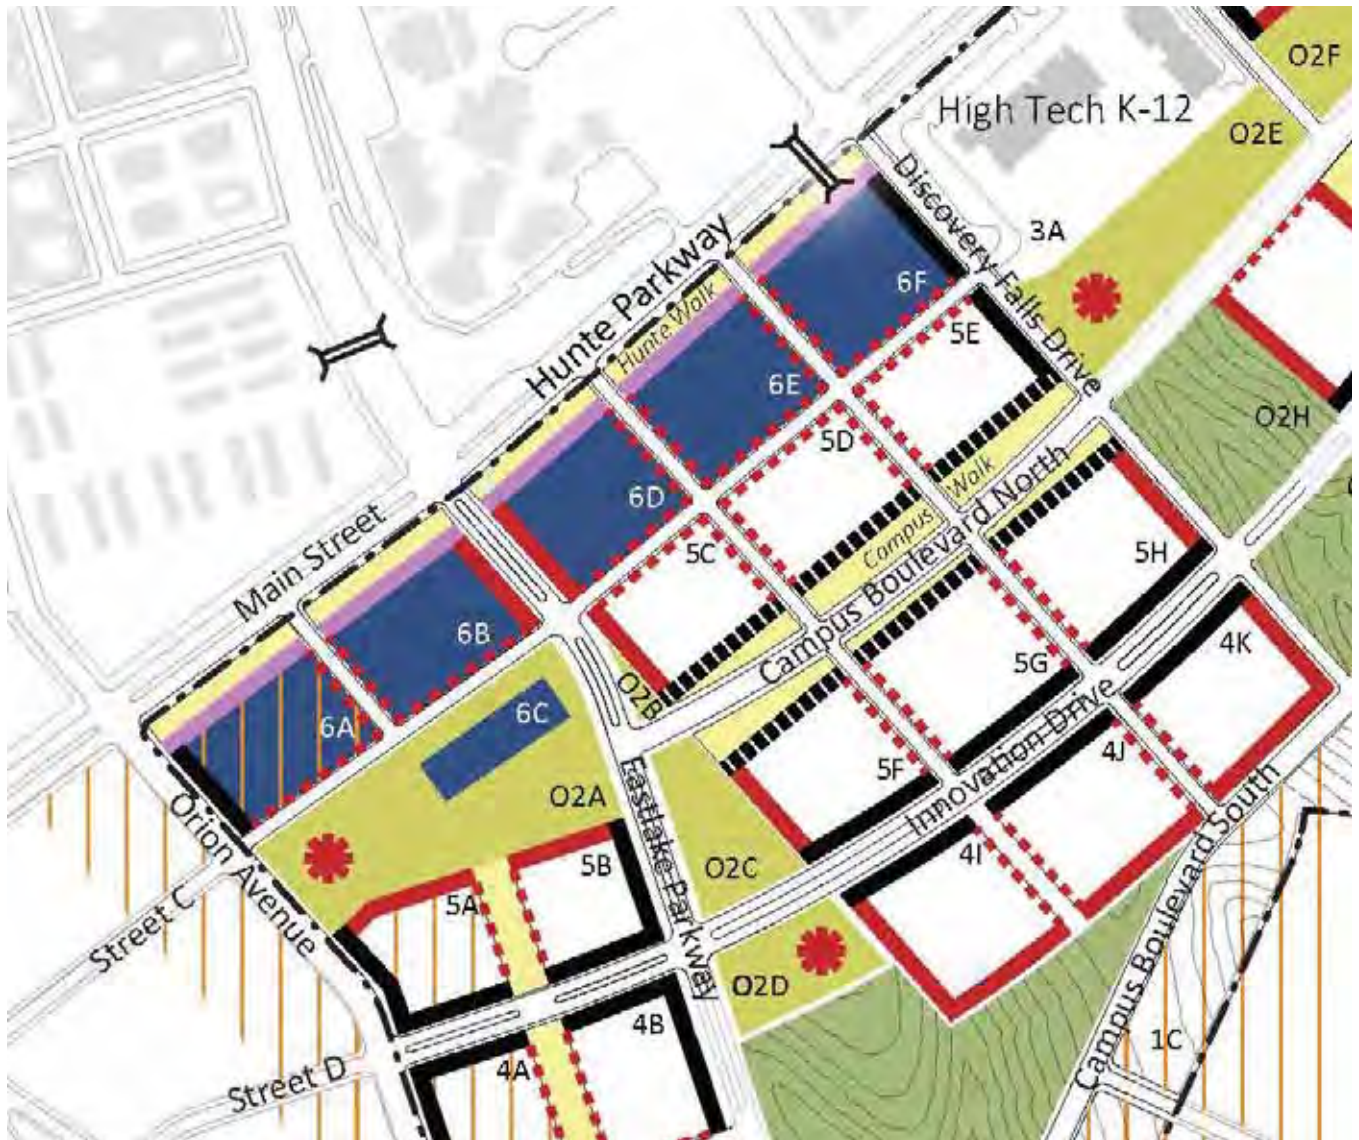 O2F
High Tech K-12
O2E
Discovery Falls Drive
3A
Hunte Parkway
6F
Hunte Walk
5E
6E
O2H
5D
Walk
6D
Campus
5C
Campus Boulevard North
5H
Main Street
6B
5G
4K
O2B
6A
6C
4J
5F
Innovation Drive
O2A
Orion Avenue
Eastlake Parkway
4I
O2C
5B
5A
Campus Boulevard South
Street C
O2D
4B
1C
4A
Street D